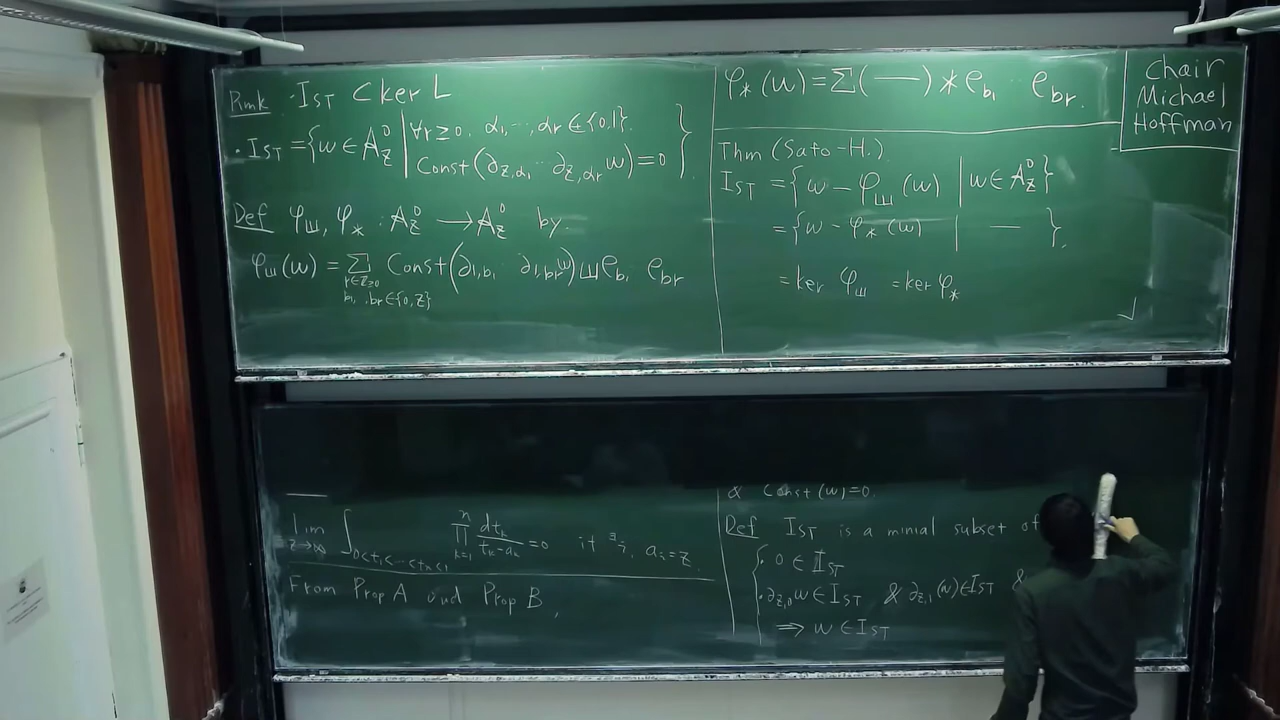 Rmk · I_ST ⊂ ker L
· I_ST = {w ∈ A_z^0 | ∀r ≥ 0, α_1, ..., α_r ∈ {0,1}.
Const(∂_{z,α_1} ... ∂_{z,α_r} w) = 0}
Def φ_ш, φ_* : A_z^0 → A_z^0 by
φ_ш(w) = Σ Const(∂_{1,b_1} ∂_{1,b_r} w) ш e_{b_1} e_{b_r}
r∈Z≥0
b_1, ..b_r∈{0,z}
φ_*(w) = Σ(—) * e_{b_1} ... e_{b_r}.
Thm (Sato-H.)
I_ST = {w - φ_ш(w) | w ∈ A_z^0}
= {w - φ_*(w) | — }.
= ker φ_ш = ker φ_*
Chair
Michael
Hoffman
lim_{z→∞} ∫_{0<t_1<...<t_n<1} ∏_{k=1}^{n} dt_k/(t_k - a_k) = 0 if ∃i, a_i = z.
From Prop A and Prop B,
& Const(w)=0.
Def I_ST is a minial subset of
· 0 ∈ I_ST
· ∂_{z,0} w ∈ I_ST & ∂_{z,1}(w) ∈ I_ST &
⇒ w ∈ I_ST